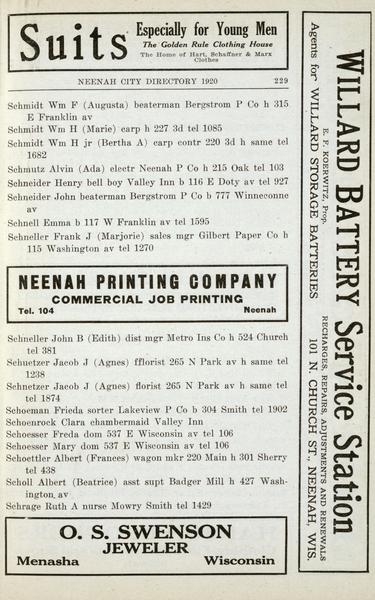 Suits
Especially for Young Men
The Golden Rule Clothing House
The Home of Hart, Schaffner & Marx
Clothes
NEENAH CITY DIRECTORY 1920 229
Schmidt Wm F (Augusta) beaterman Bergstrom P Co h 315
E Franklin av
Schmidt Wm H (Marie) carp h 227 3d tel 1085
Schmidt Wm H jr (Bertha A) carp contr 220 3d h same tel
1682
Schmutz Alvin (Ada) electr Neenah P Co h 215 Oak tel 103
Schneider Henry bell boy Valley Inn b 116 E Doty av tel 927
Schneider John beaterman Bergstrom P Co b 777 Winneconne
av
Schnell Emma b 117 W Franklin av tel 1595
Schneller Frank J (Marjorie) sales mgr Gilbert Paper Co h
115 Washington av tel 1270
NEENAH PRINTING COMPANY
COMMERCIAL JOB PRINTING
Tel. 104 Neenah
Schneller John B (Edith) dist mgr Metro Ins Co h 524 Church
tel 381
Schuetzer Jacob J (Agnes) fflorist 265 N Park av h same tel
1238
Schnetzer Jacob J (Agnes) florist 265 N Park av h same tel
tel 1874
Schoeman Frieda sorter Lakeview P Co b 304 Smith tel 1902
Schoenrock Clara chambermaid Valley Inn
Schoesser Freda dom 537 E Wisconsin av tel 106
Schoesser Mary dom 537 E Wisconsin av tel 106
Schoettler Albert (Frances) wagon mkr 220 Main h 301 Sherry
tel 438
Scholl Albert (Beatrice) asst supt Badger Mill h 427 Wash-
ington av
Schrage Ruth A nurse Mowry Smith tel 1429
O. S. SWENSON
JEWELER
Menasha Wisconsin
WILLARD BATTERY Service Station
E. F. KOERWITZ, Prop. RECHARGES, REPAIRS, ADJUSTMENTS AND RENEWALS
Agents for WILLARD STORAGE BATTERIES 101 N. CHURCH ST., NEENAH, WIS.